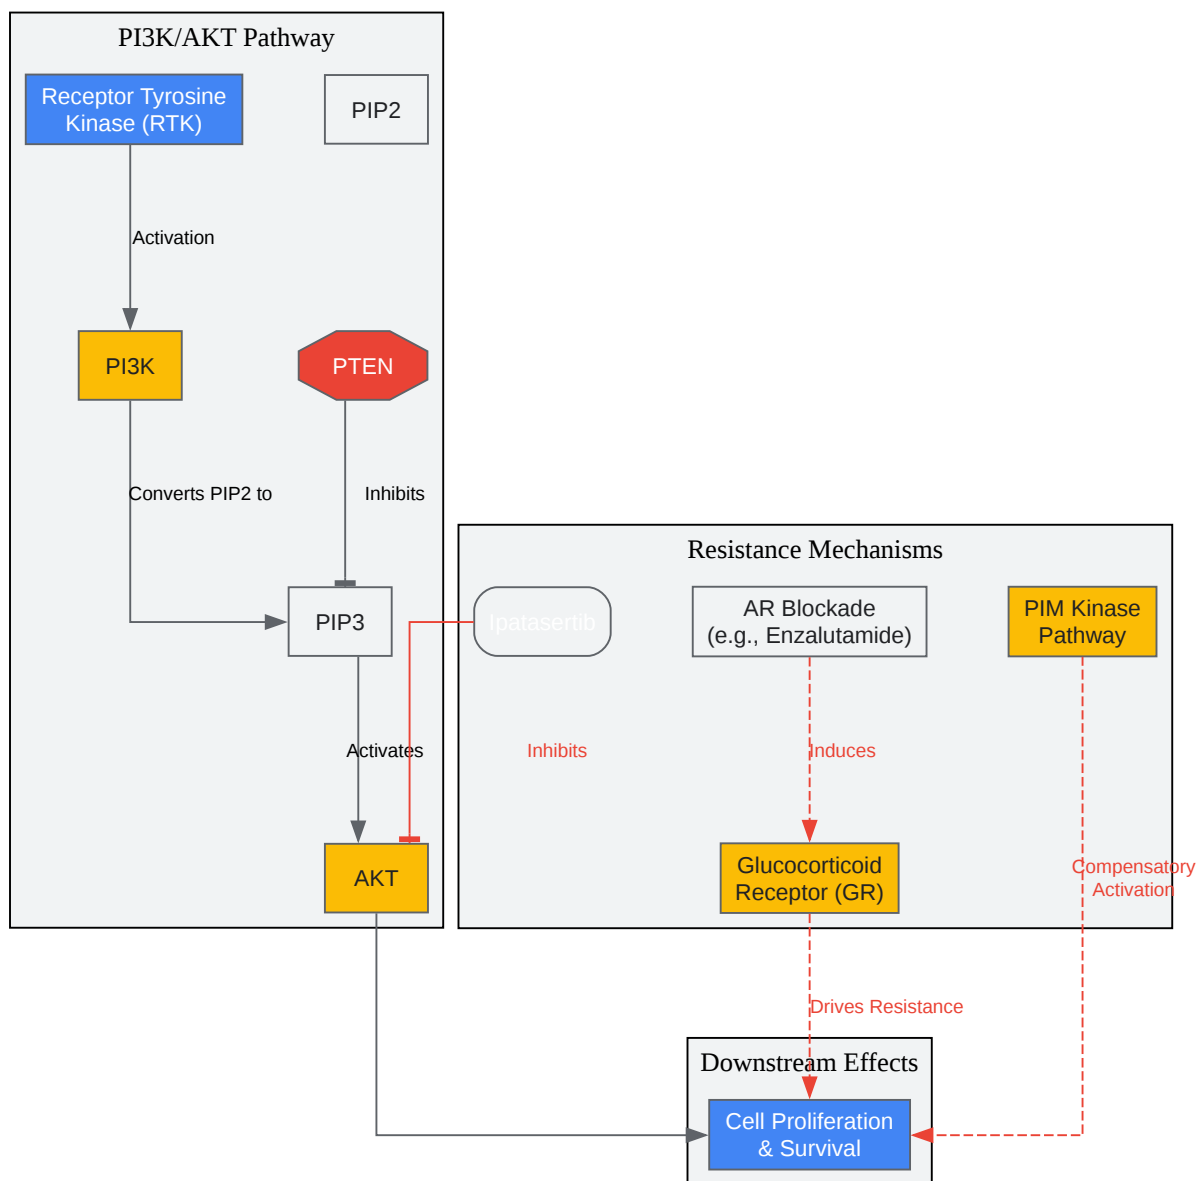 PI3K/AKT Pathway
Receptor Tyrosine
Kinase (RTK)
PIP2
Activation
PI3K
PTEN
Converts PIP2 to
Inhibits
Resistance Mechanisms
PIP3
Ipatasertib
AR Blockade
(e.g., Enzalutamide)
PIM Kinase
Pathway
Activates
Inhibits
Induces
AKT
Glucocorticoid
Receptor (GR)
Compensatory
Activation
Drives Resistance
Downstream Effects
Cell Proliferation
& Survival